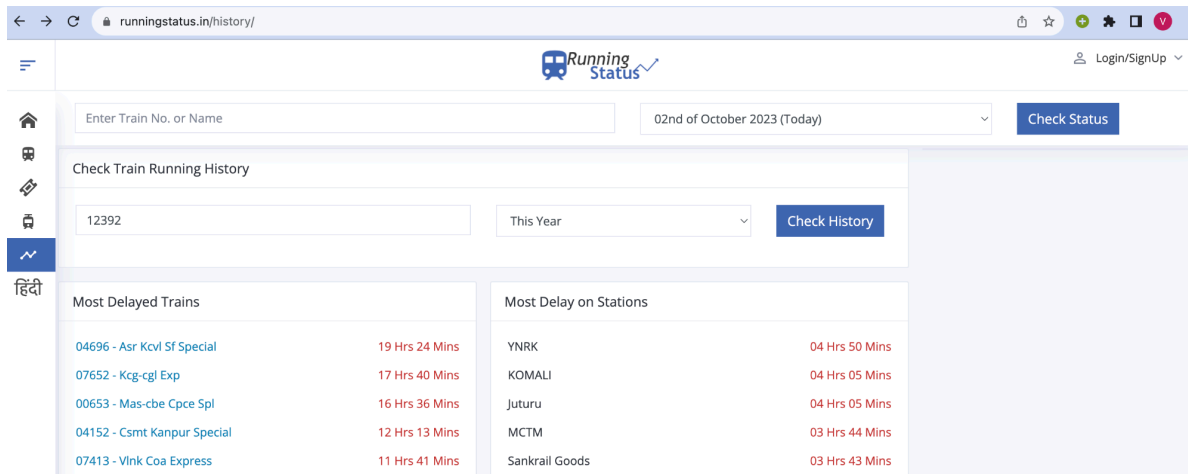 runningstatus.in/history/
V
Running
Status
Login/SignUp
Enter Train No. or Name
02nd of October 2023 (Today)
Check Status
Check Train Running History
12392
This Year
Check History
हिंदी
Most Delayed Trains
04696 - Asr Kcvl Sf Special 19 Hrs 24 Mins
07652 - Kcg-cgl Exp 17 Hrs 40 Mins
00653 - Mas-cbe Cpce Spl 16 Hrs 36 Mins
04152 - Csmt Kanpur Special 12 Hrs 13 Mins
07413 - Vlnk Coa Express 11 Hrs 41 Mins
Most Delay on Stations
YNRK 04 Hrs 50 Mins
KOMALI 04 Hrs 05 Mins
Juturu 04 Hrs 05 Mins
MCTM 03 Hrs 44 Mins
Sankrail Goods 03 Hrs 43 Mins